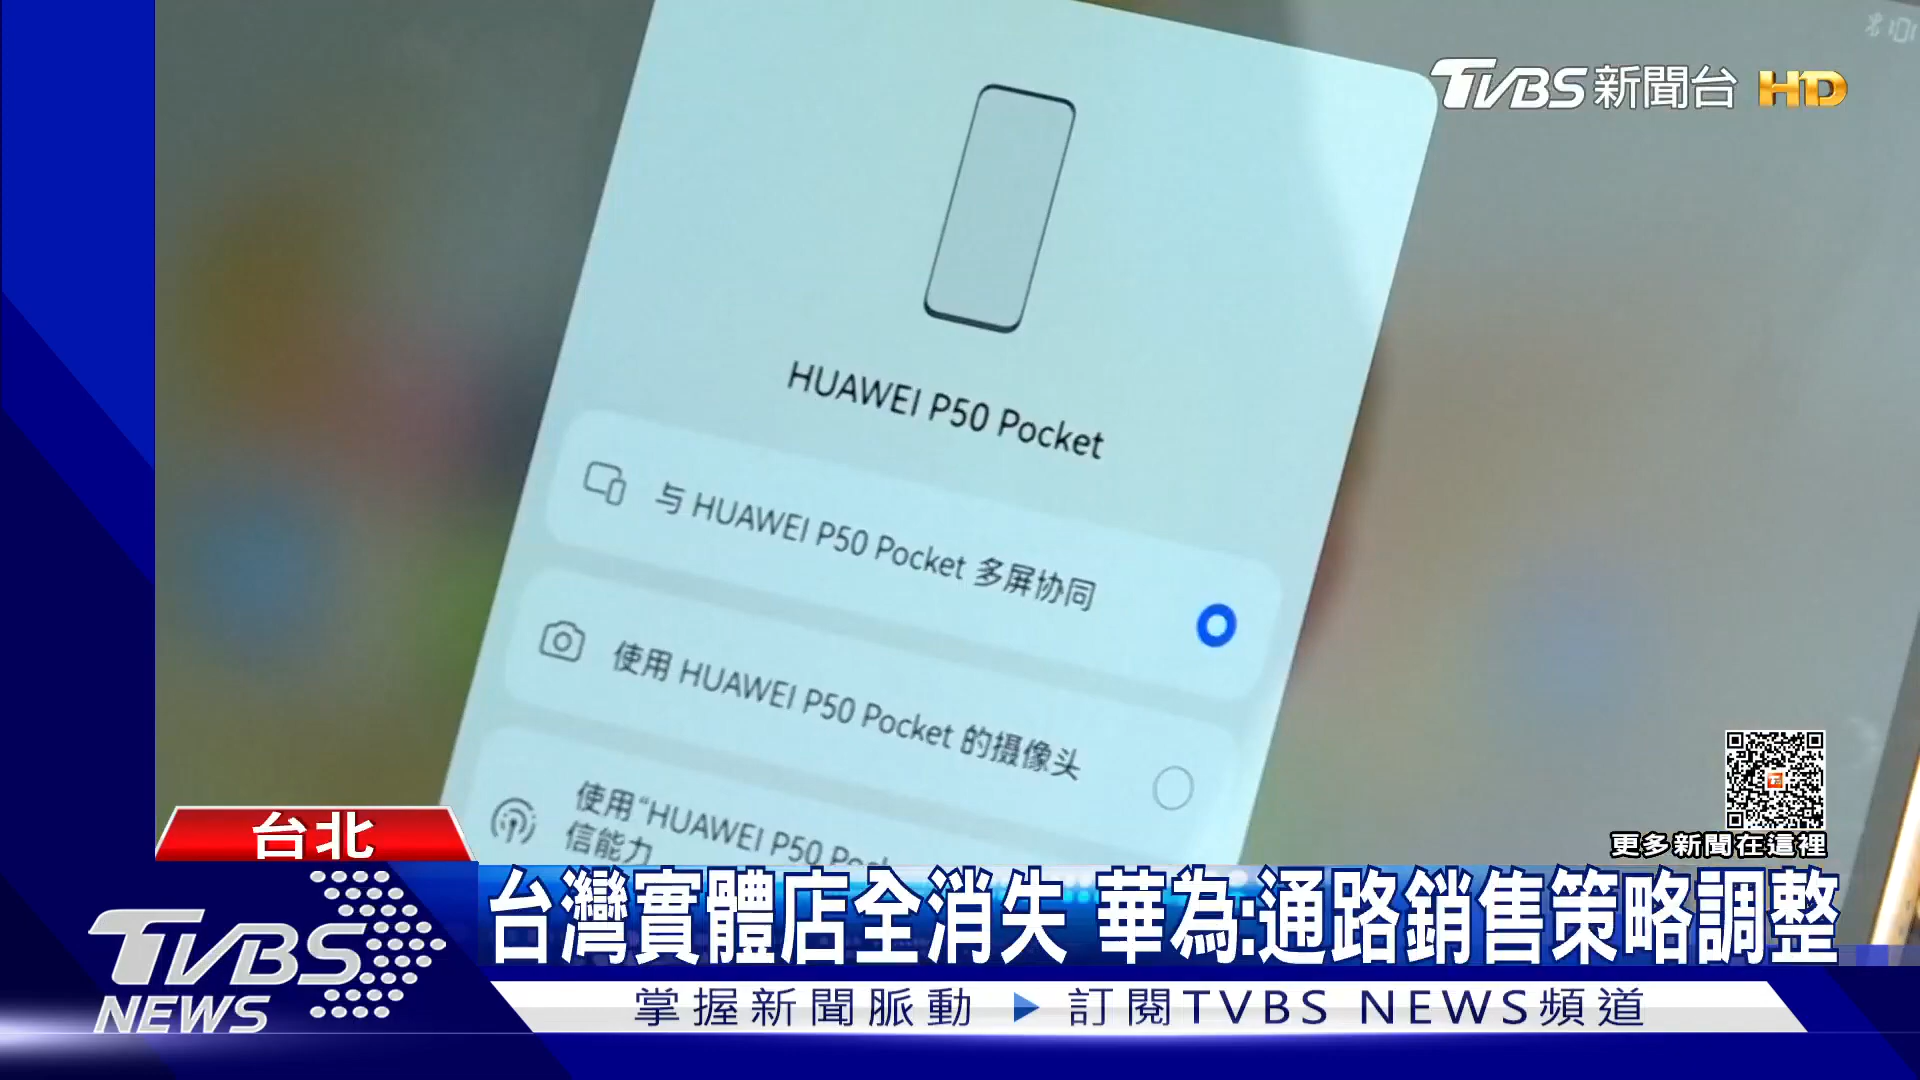 TVBS新聞台 HD
HUAWEI P50 Pocket
与 HUAWEI P50 Pocket 多屏协同
使用 HUAWEI P50 Pocket 的摄像头
使用“HUAWEI P50
信能力
更多新聞在這裡
台北
台灣實體店全消失 華為:通路銷售策略調整
TVBS NEWS
掌握新聞脈動 ▶ 訂閱TVBS NEWS頻道